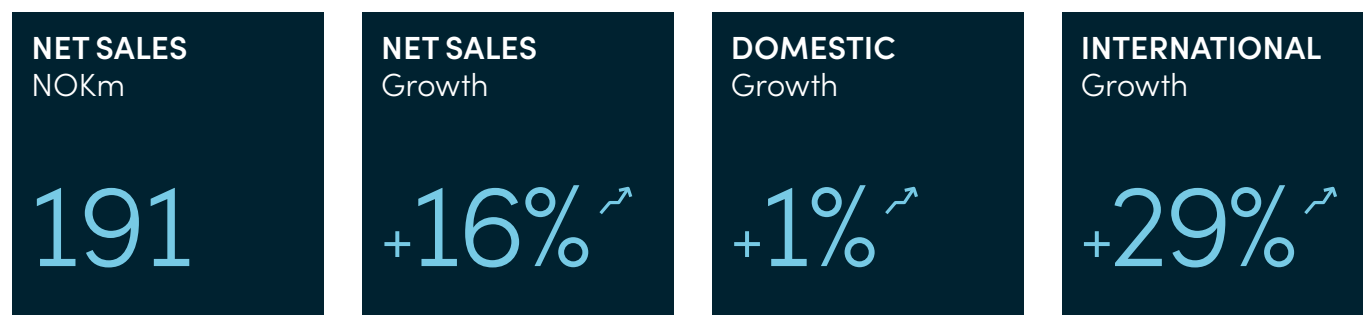 NET SALES
NOKm
191
NET SALES
Growth
+16%
DOMESTIC
Growth
+1%
INTERNATIONAL
Growth
+29%